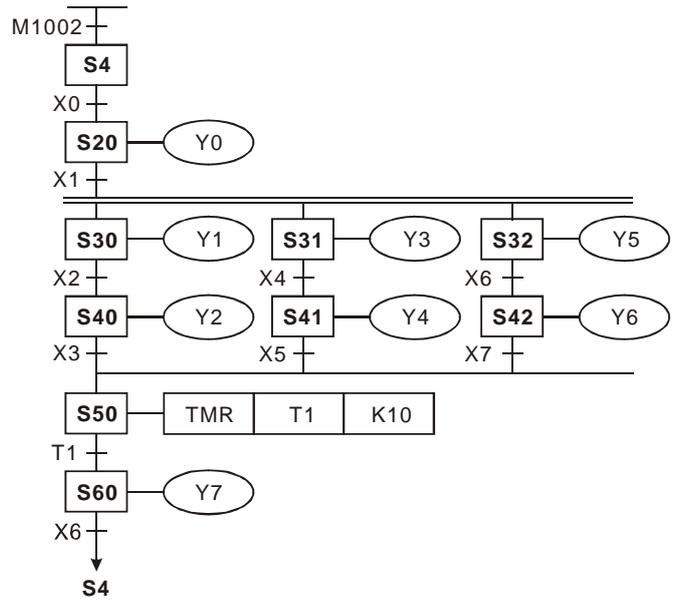 M1002
S4
X0
S20 Y0
X1
S30 Y1 S31 Y3 S32 Y5
X2 X4 X6
S40 Y2 S41 Y4 S42 Y6
X3 X5 X7
S50 TMR T1 K10
T1
S60 Y7
X6
S4